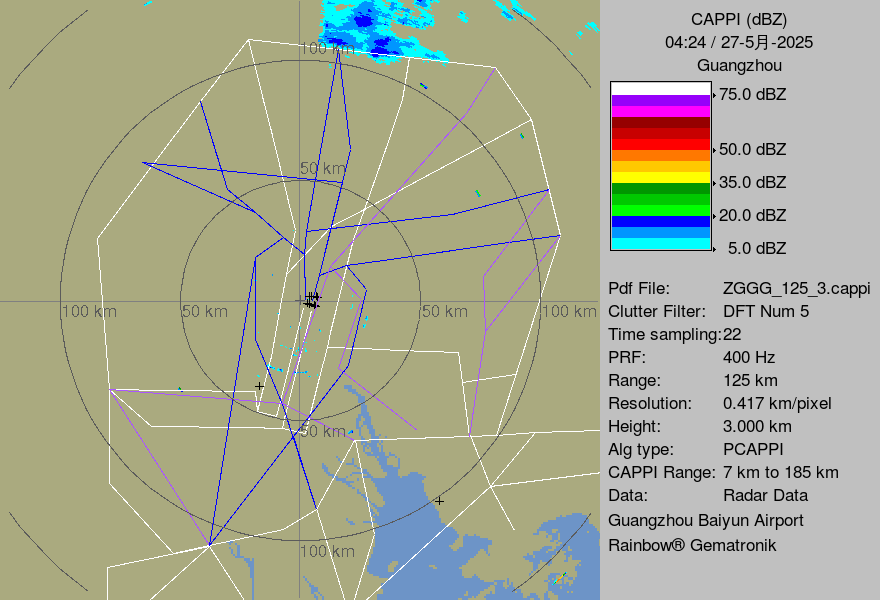 CAPPI (dBZ)
04:24 / 27-5月-2025
Guangzhou
75.0 dBZ
50.0 dBZ
35.0 dBZ
20.0 dBZ
5.0 dBZ
100 km
50 km
100 km
50 km
50 km
100 km
50 km
100 km
Pdf File: ZGGG_125_3.cappi
Clutter Filter: DFT Num 5
Time sampling:22
PRF: 400 Hz
Range: 125 km
Resolution: 0.417 km/pixel
Height: 3.000 km
Alg type: PCAPPI
CAPPI Range: 7 km to 185 km
Data: Radar Data
Guangzhou Baiyun Airport
Rainbow® Gematronik